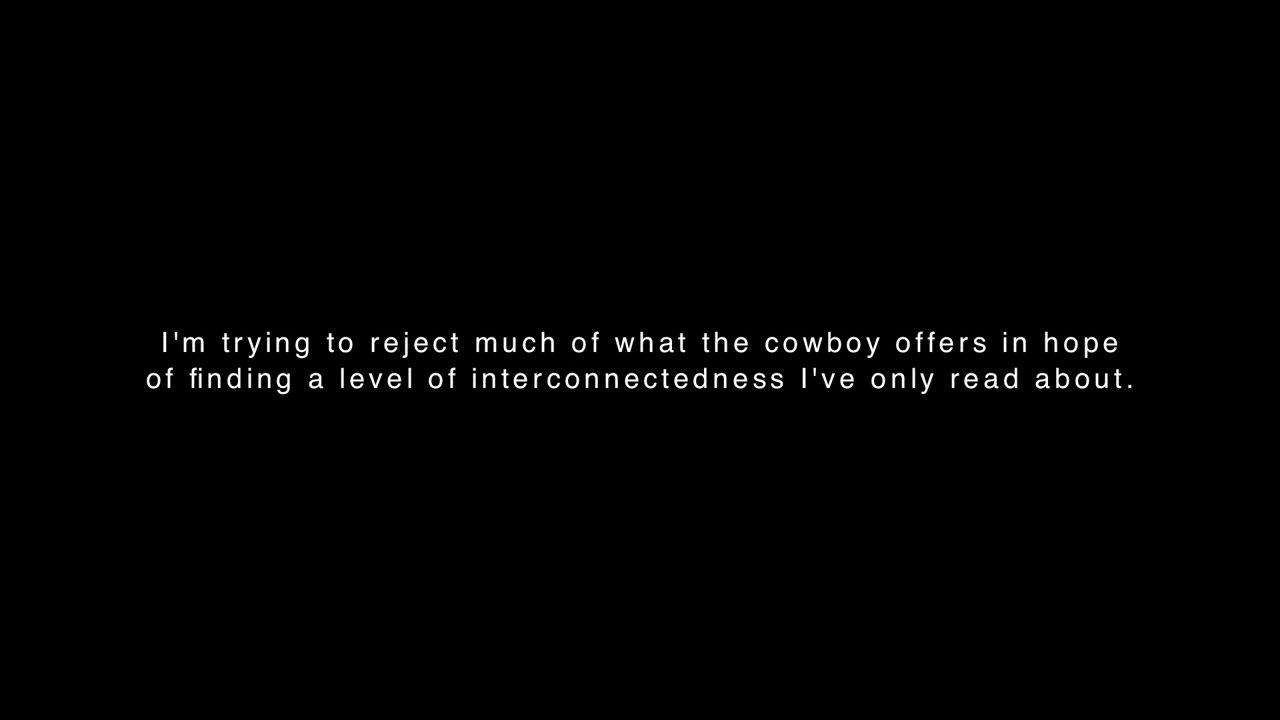 I'm trying to reject much of what the cowboy offers in hope
of finding a level of interconnectedness I've only read about.